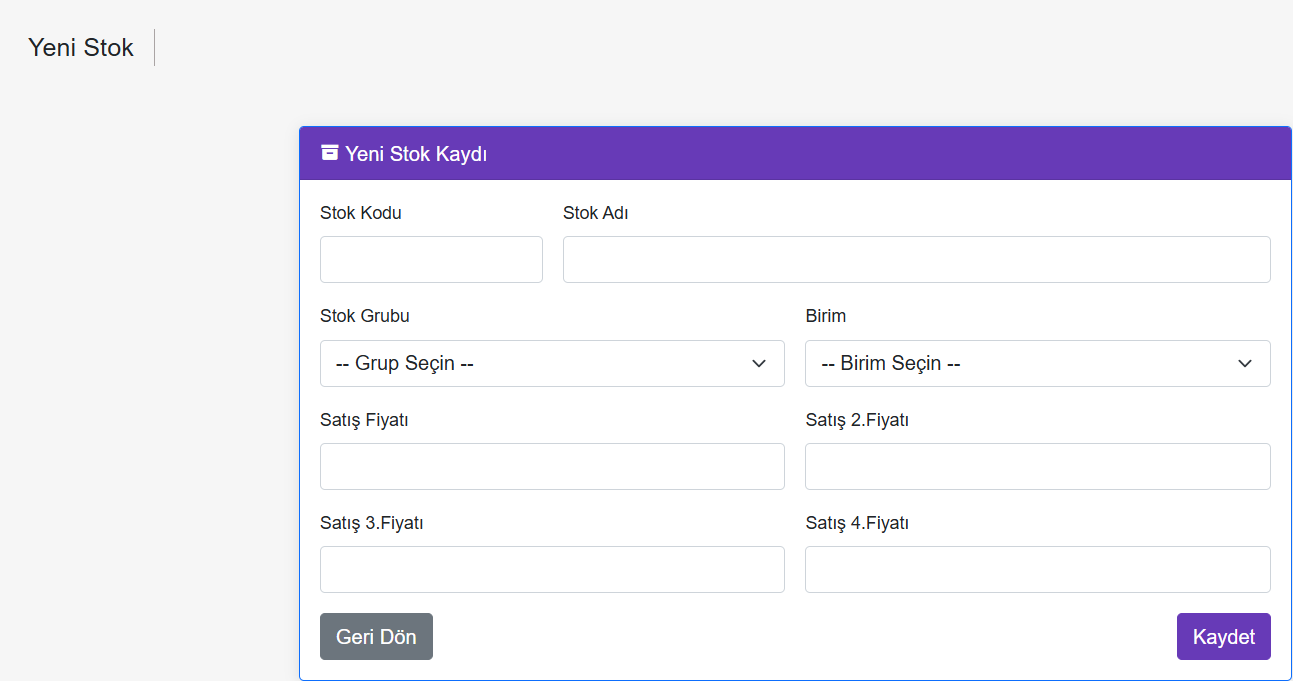 Yeni Stok
Yeni Stok Kaydı
Stok Kodu Stok Adı
Stok Grubu Birim
-- Grup Seçin -- -- Birim Seçin --
Satış Fiyatı Satış 2.Fiyatı
Satış 3.Fiyatı Satış 4.Fiyatı
Geri Dön Kaydet